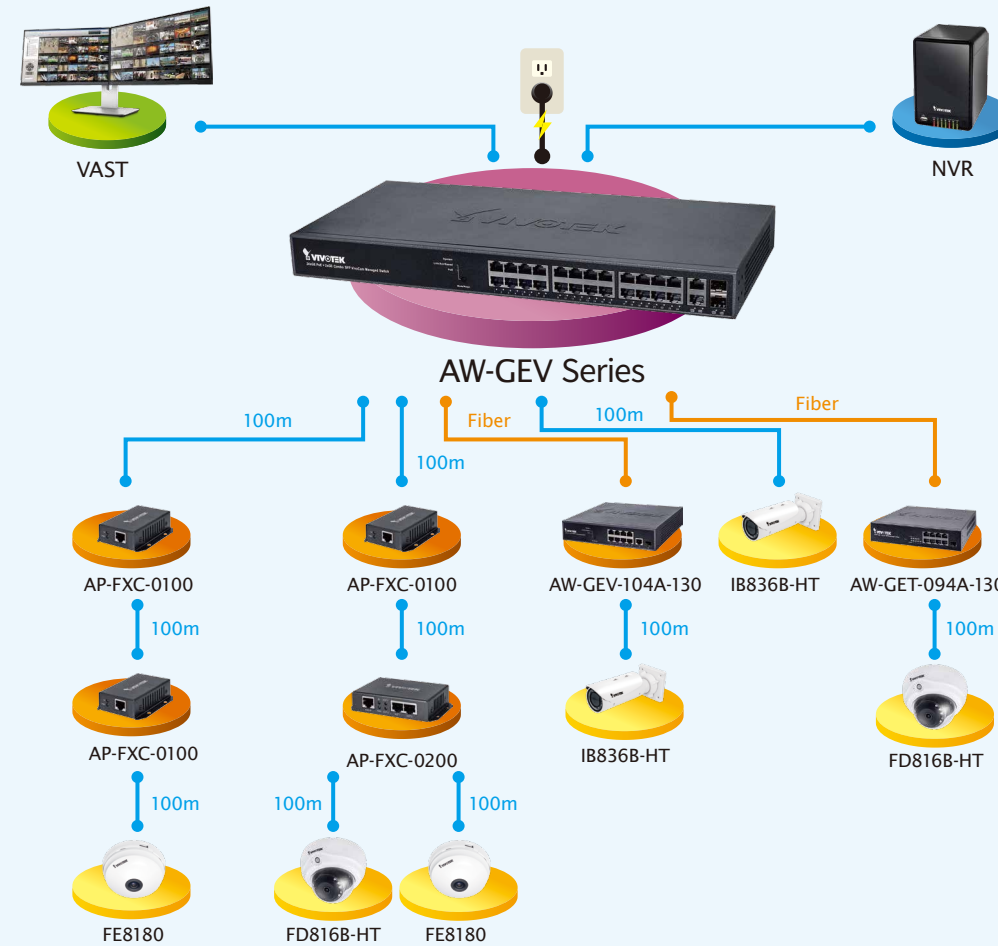 VAST
NVR
VIVOTEK
VIVOTEK
AW-GEV Series
100m
100m
Fiber
100m
Fiber
AP-FXC-0100
AP-FXC-0100
AW-GEV-104A-130
IB836B-HT
AW-GET-094A-130
100m
100m
100m
100m
AP-FXC-0100
AP-FXC-0200
IB836B-HT
FD816B-HT
100m
100m
100m
FE8180
FD816B-HT
FE8180